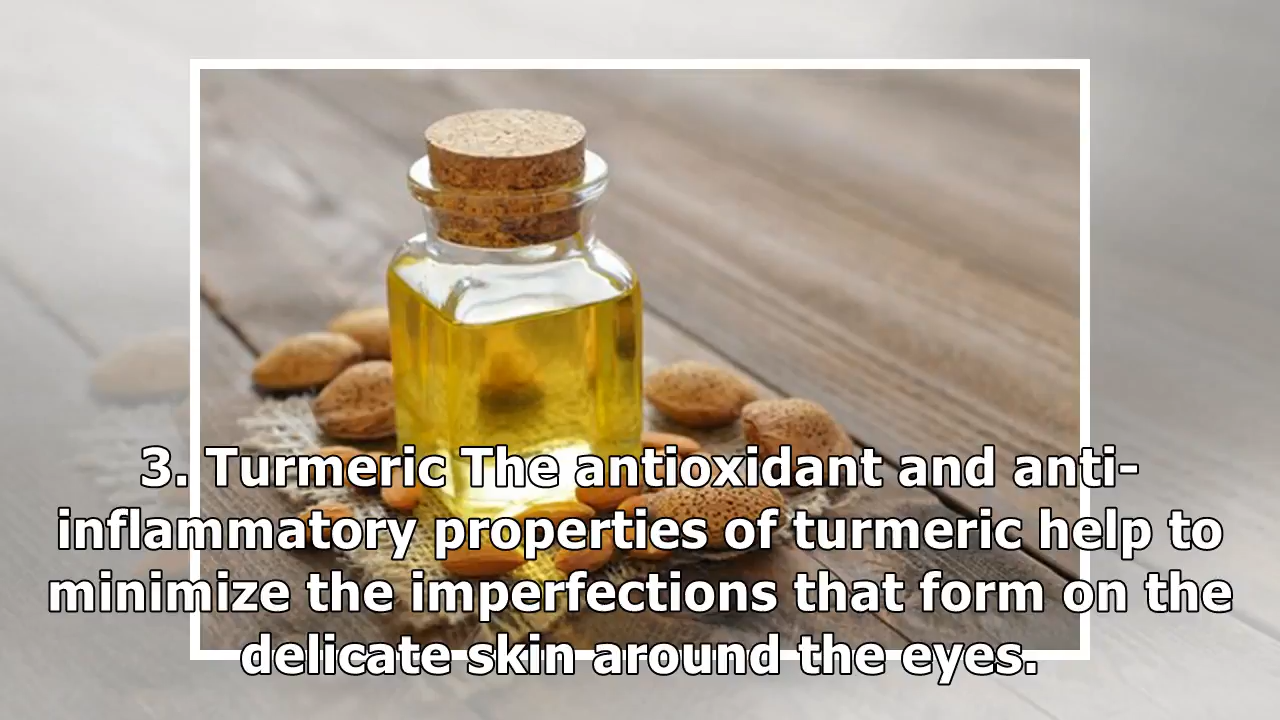 3. Turmeric The antioxidant and anti-
inflammatory properties of turmeric help to
minimize the imperfections that form on the
delicate skin around the eyes.